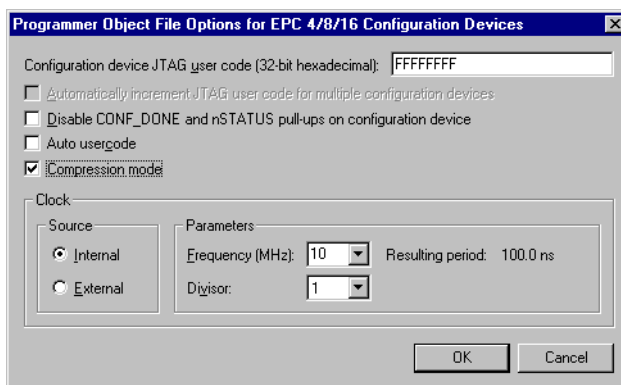 Programmer Object File Options for EPC 4/8/16 Configuration Devices
Configuration device JTAG user code (32-bit hexadecimal): FFFFFFFF
Automatically increment JTAG user code for multiple configuration devices
Disable CONF_DONE and nSTATUS pull-ups on configuration device
Auto usercode
Compression mode
Clock
Source
Parameters
Internal
Frequency (MHz): 10 Resulting period: 100.0 ns
External
Divisor: 1
OK Cancel